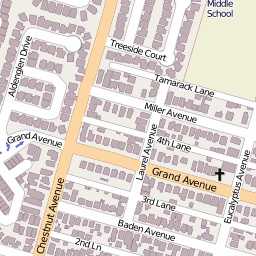 Middle
School
Aldenglen Drive
Treeside Court
Tamarack Lane
Miller Avenue
Grand Avenue
4th Lane
Laurel Avenue
Grand Avenue
Eucalyptus Avenue
Chestnut Avenue
3rd Lane
Baden Avenue
2nd Ln